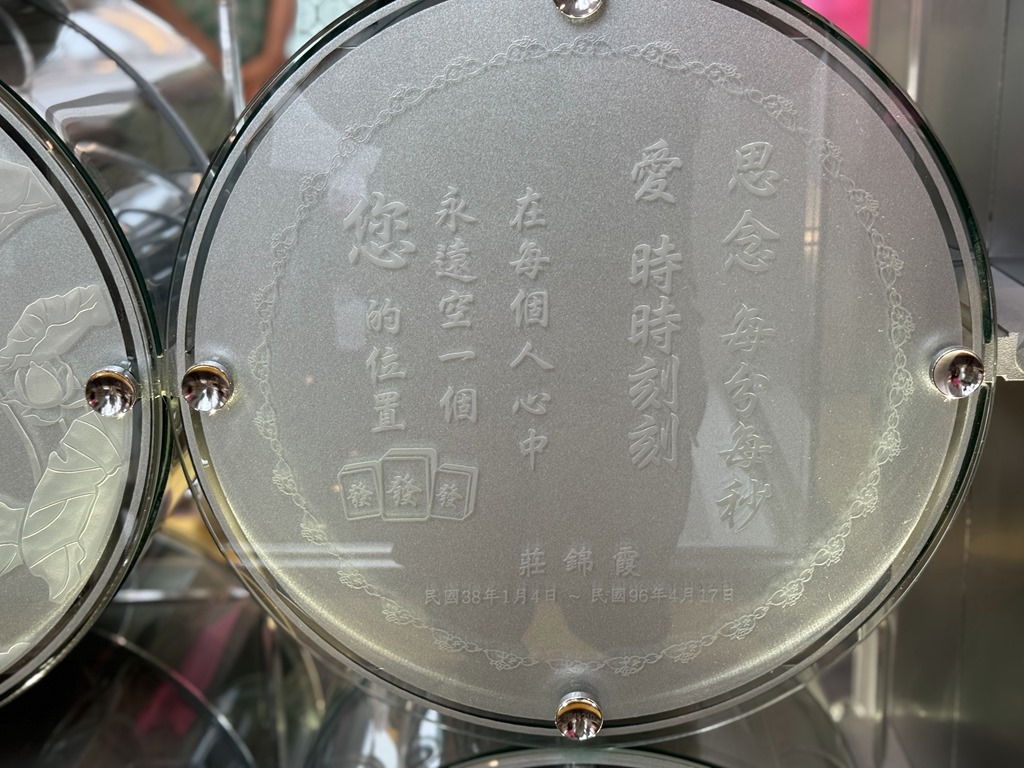 思念 每分每秒
愛 時時刻刻
在每個人心中
永遠空一個
您的位置
發 發 發
莊錦霞
民國38年1月4日 ~ 民國96年4月17日